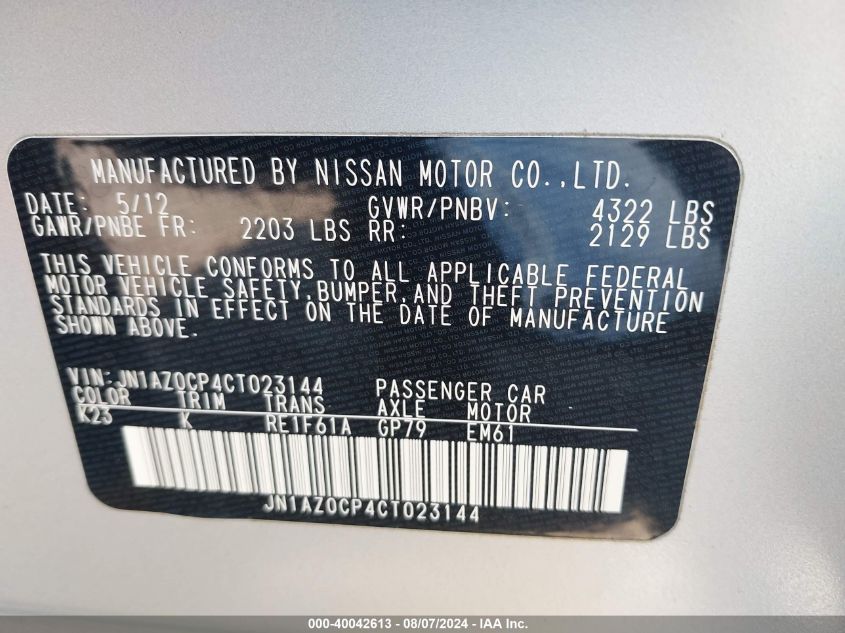 MANUFACTURED BY NISSAN MOTOR CO.,LTD.
DATE: 5/12 GVWR/PNBV: 4322 LBS
GAWR/PNBE FR: 2203 LBS RR: 2129 LBS
THIS VEHICLE CONFORMS TO ALL APPLICABLE FEDERAL
MOTOR VEHICLE SAFETY,BUMPER,AND THEFT PREVENTION
STANDARDS IN EFFECT ON THE DATE OF MANUFACTURE
SHOWN ABOVE.
VIN:JN1AZ0CP4CT023144 PASSENGER CAR
COLOR TRIM TRANS AXLE MOTOR
K23 K RE1F61A GP79 EM61
JN1AZ0CP4CT023144
000-40042613 - 08/07/2024 - IAA Inc.